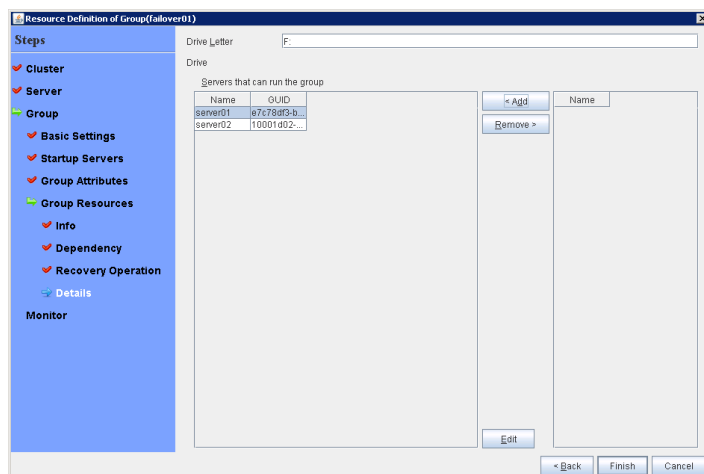 Resource Definition of Group(failover01)
Steps
Cluster
Server
Group
Basic Settings
Startup Servers
Group Attributes
Group Resources
Info
Dependency
Recovery Operation
Details
Monitor
Drive Letter F:
Drive
Servers that can run the group
Name GUID
server01 e7c78df3-b...
server02 10001d02-...
< Add
Remove >
Name
Edit
< Back Finish Cancel